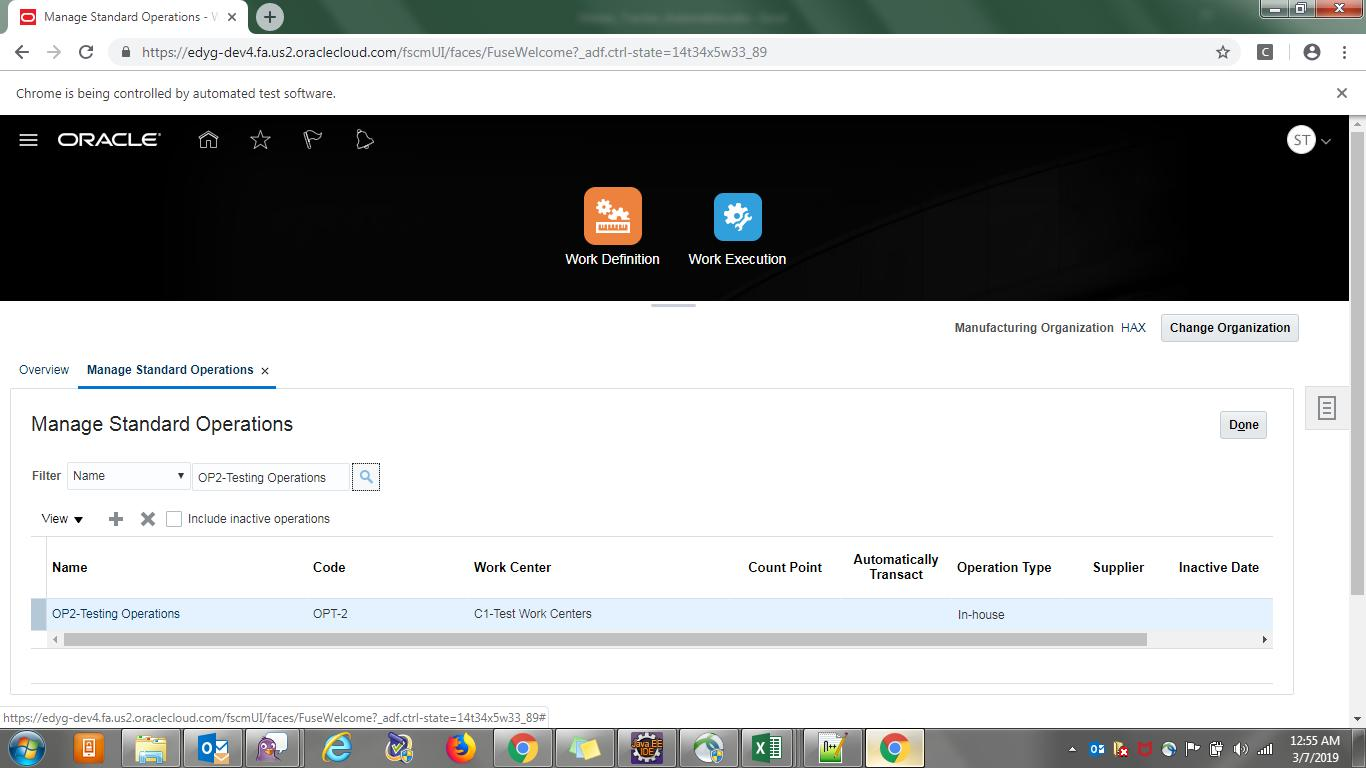 Manage Standard Operations - W
https://edyg-dev4.fa.us2.oraclecloud.com/fscmUI/faces/FuseWelcome?_adf.ctrl-state=14t34x5w33_89
C
Chrome is being controlled by automated test software.
ORACLE
ST
Work Definition Work Execution
Manufacturing Organization HAX Change Organization
Overview Manage Standard Operations
Manage Standard Operations
Done
Filter Name OP2-Testing Operations
View Include inactive operations
Name Code Work Center Count Point Automatically Transact Operation Type Supplier Inactive Date
OP2-Testing Operations OPT-2 C1-Test Work Centers In-house
https://edyg-dev4.fa.us2.oraclecloud.com/fscmUI/faces/FuseWelcome?_adf.ctrl-state=14t34x5w33_89#
Java EE
IDE
12:55 AM
3/7/2019